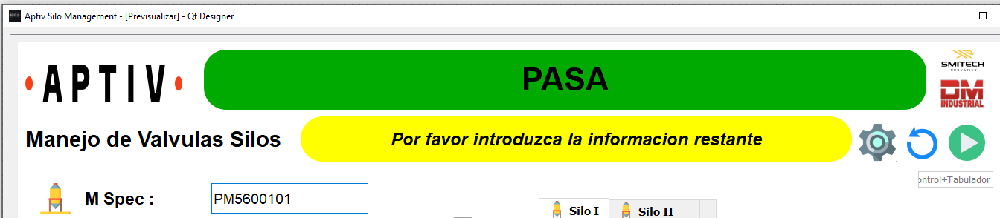 Aptiv Silo Management - [Previsualizar] - Qt Designer
APTIV
PASA
SMITECH
INNOVATIVE
DM
INDUSTRIAL
Manejo de Valvulas Silos
Por favor introduzca la informacion restante
ontrol+Tabulador
M Spec :
PM5600101
Silo I
Silo II